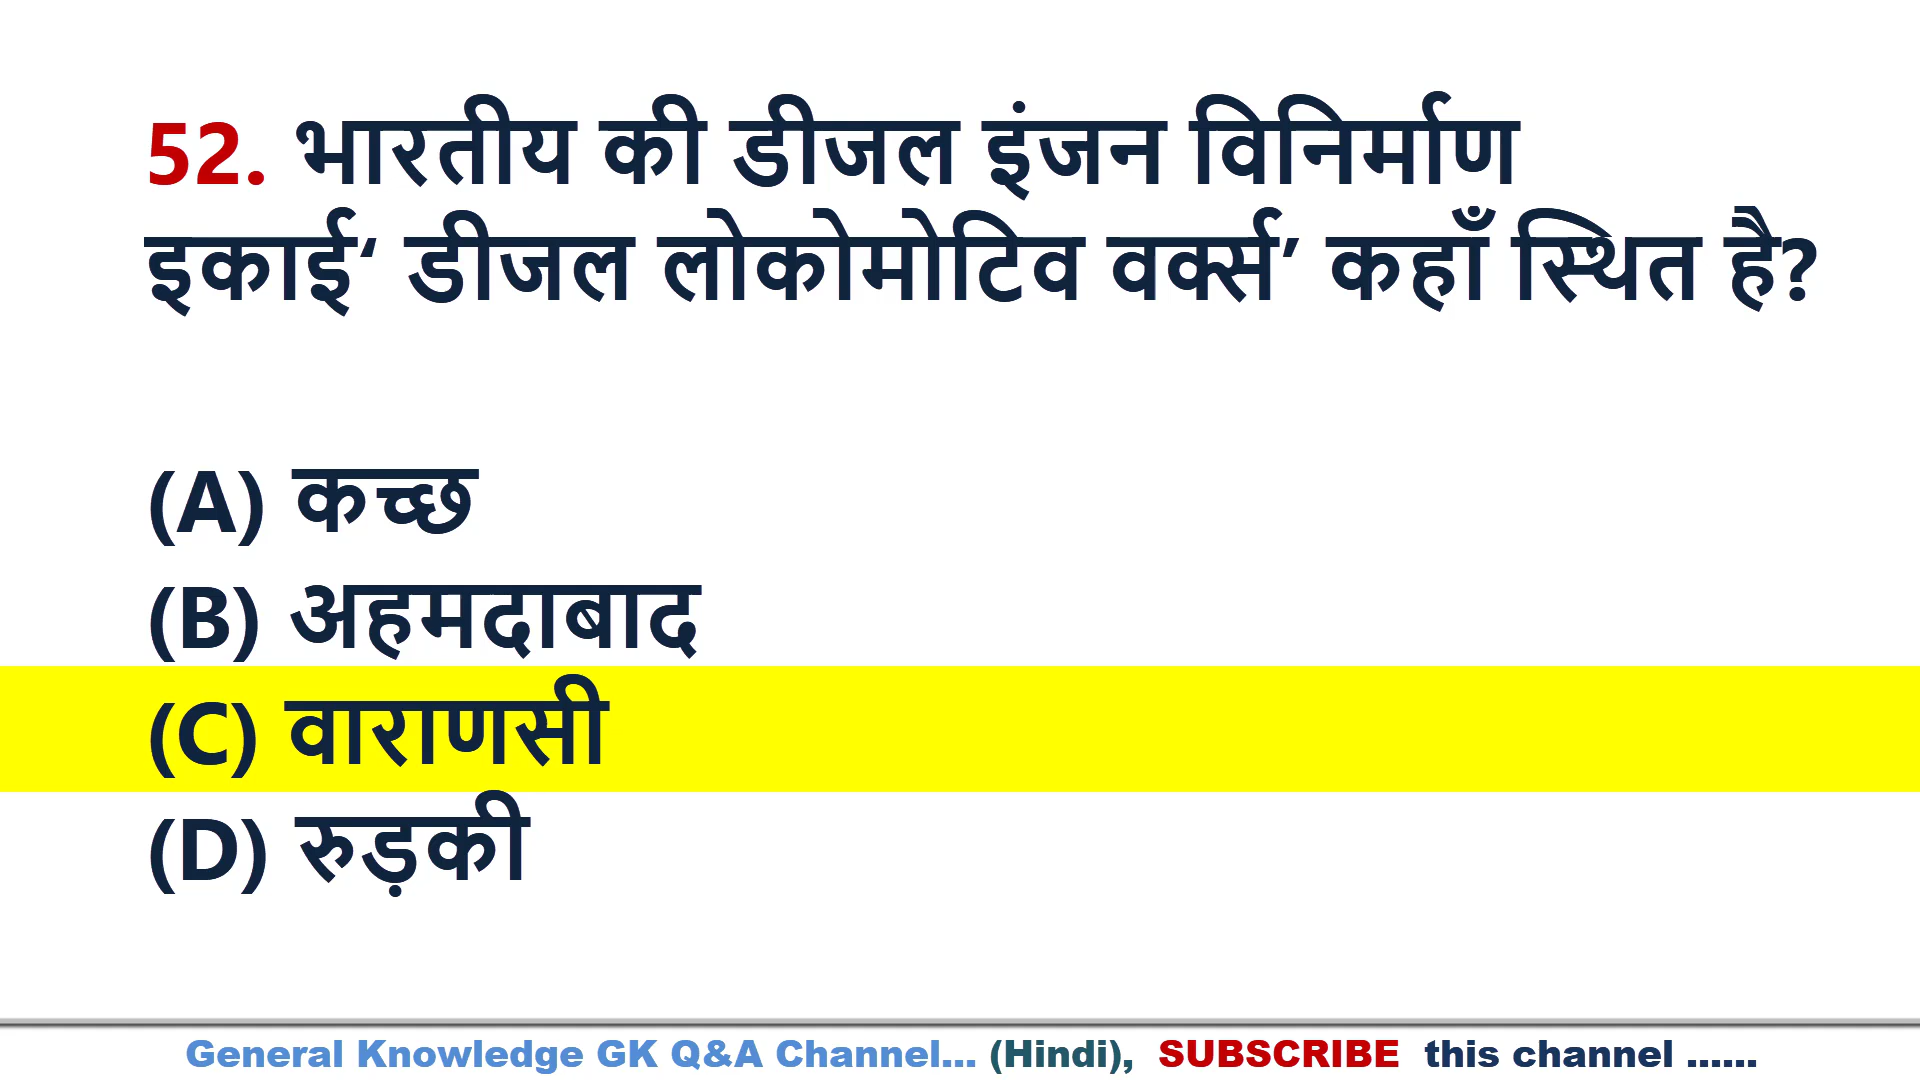 52. भारतीय की डीजल इंजन विनिर्माण
इकाई‘ डीजल लोकोमोटिव वर्क्स’ कहाँ स्थित है?
(A) कच्छ
(B) अहमदाबाद
(C) वाराणसी
(D) रुड़की
General Knowledge GK Q&A Channel... (Hindi), SUBSCRIBE this channel ......